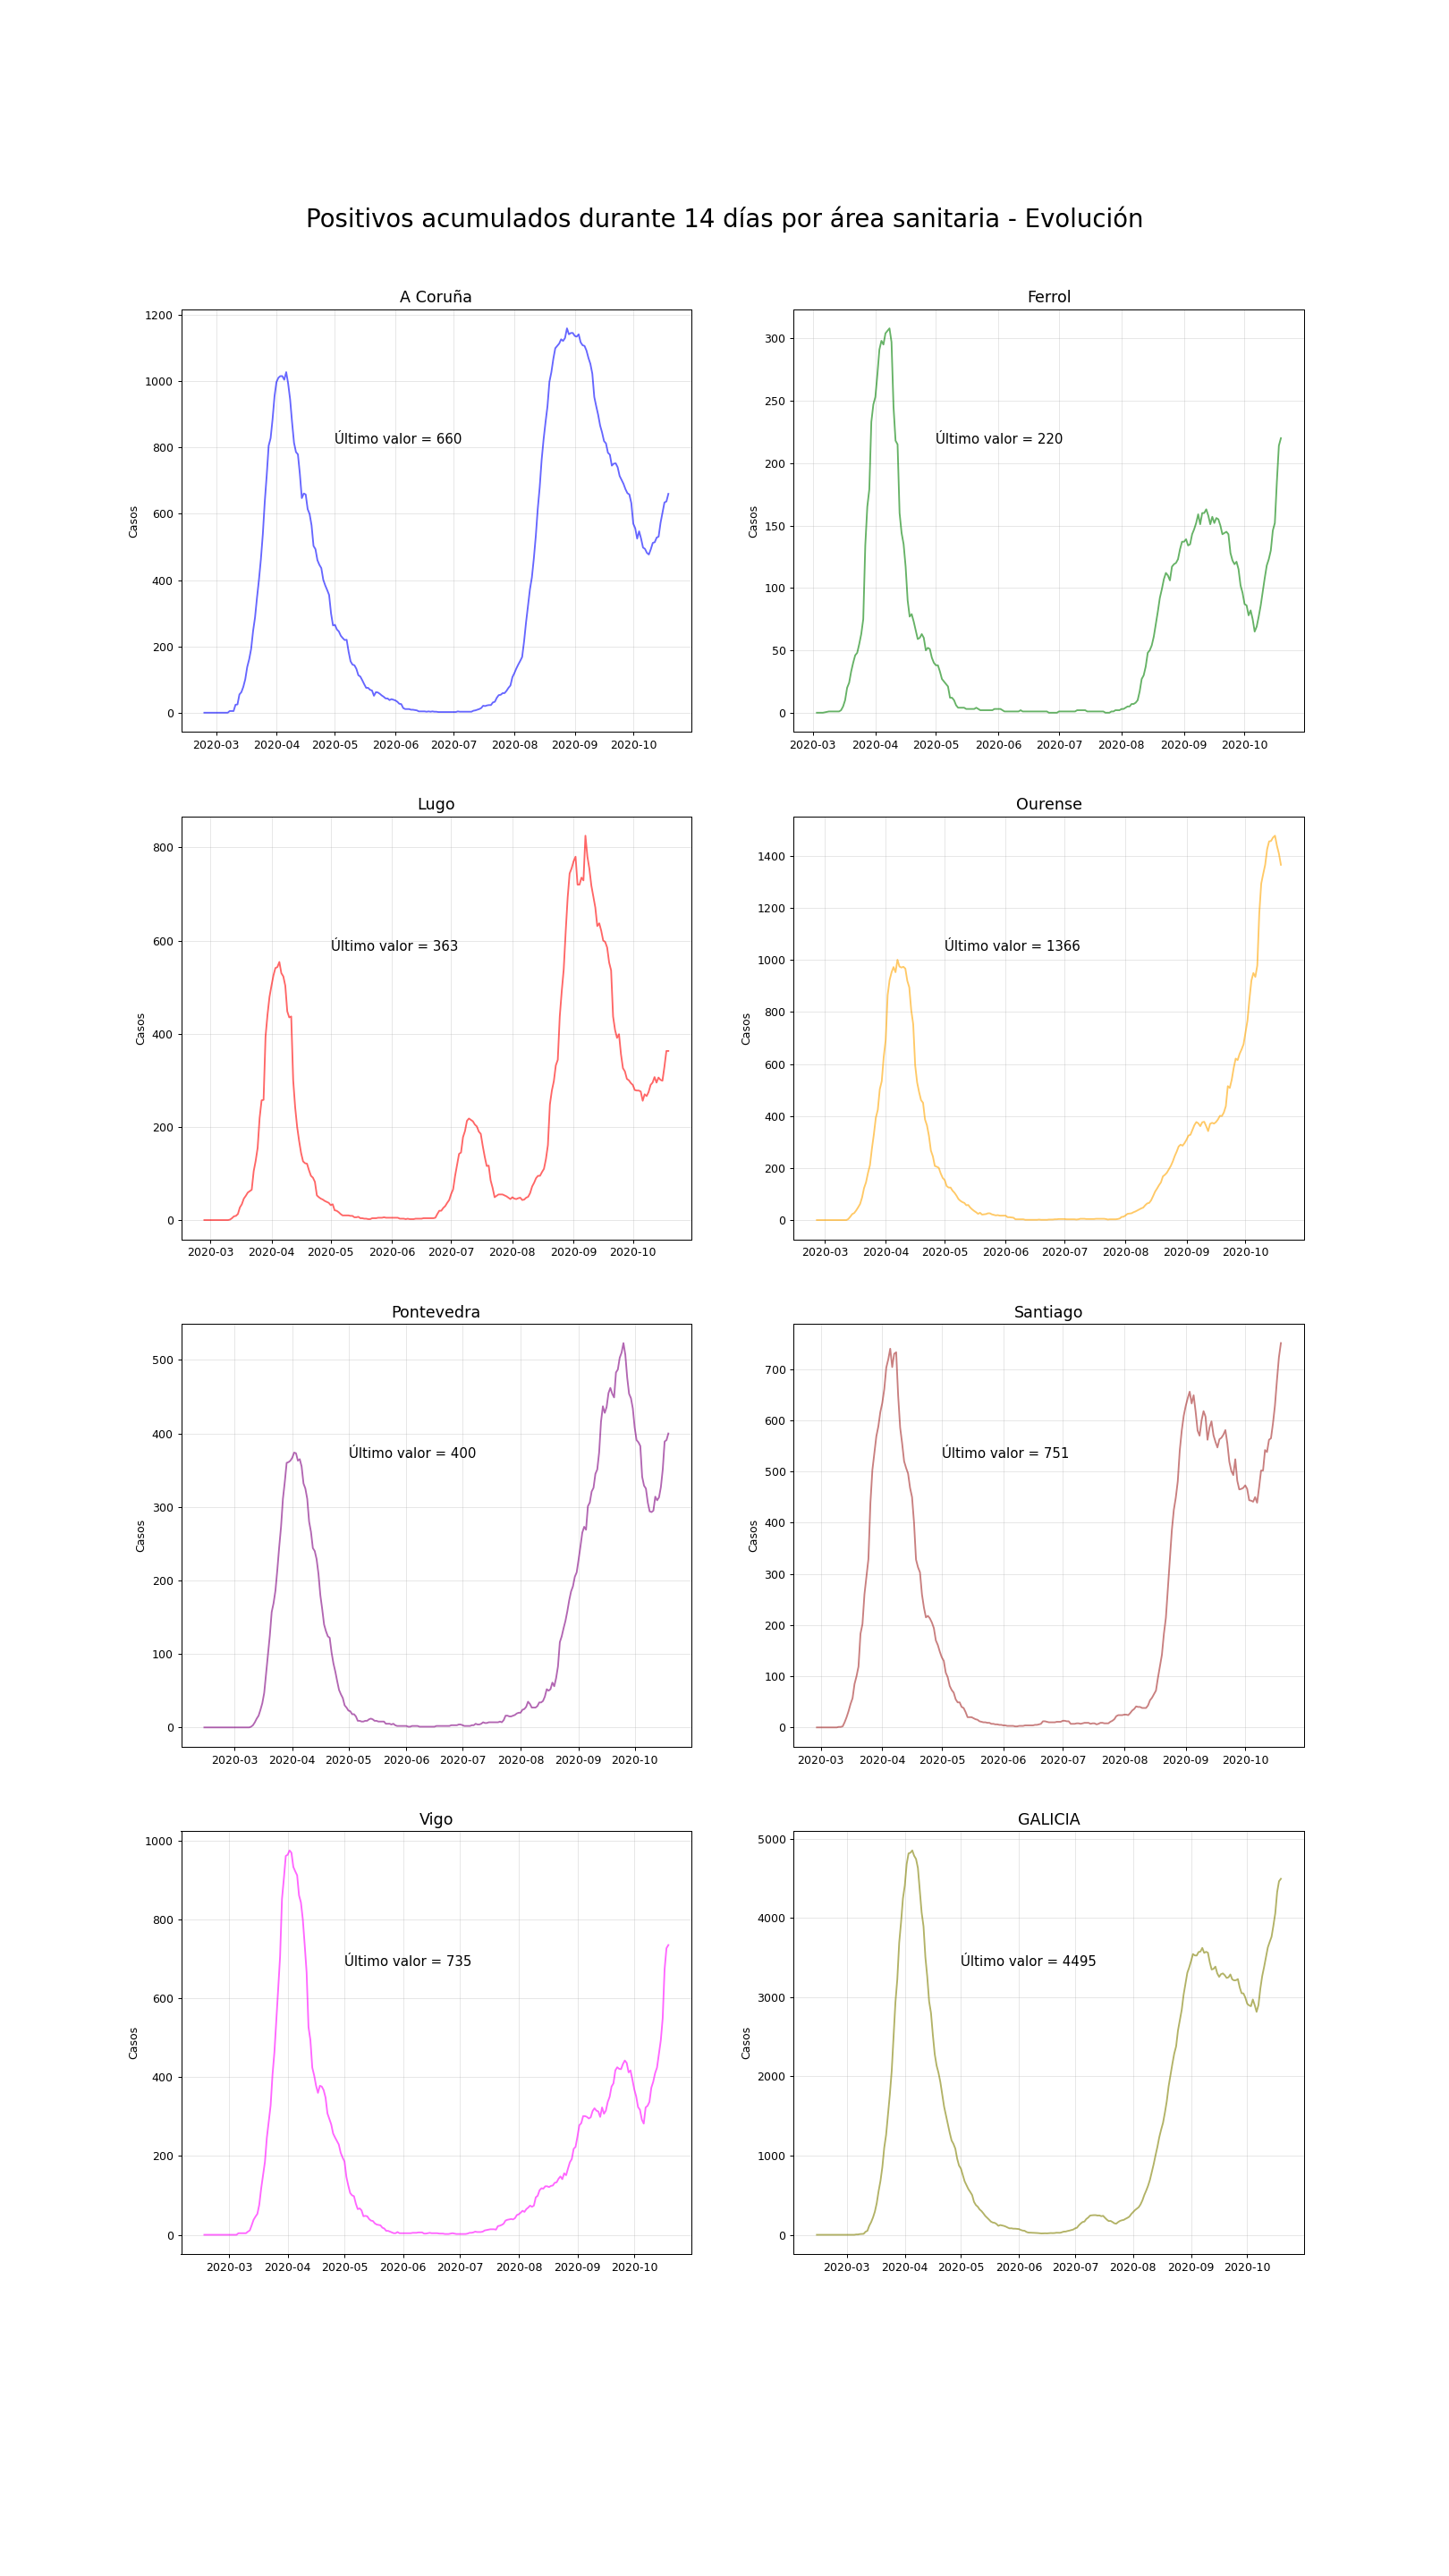 Positivos acumulados durante 14 días por área sanitaria - Evolución
A Coruña
1200
1000
800
600
400
200
0
Casos
Último valor = 660
2020-03 2020-04 2020-05 2020-06 2020-07 2020-08 2020-09 2020-10
Ferrol
300
250
200
150
100
50
0
Casos
Último valor = 220
2020-03 2020-04 2020-05 2020-06 2020-07 2020-08 2020-09 2020-10
Lugo
800
600
400
200
0
Casos
Último valor = 363
2020-03 2020-04 2020-05 2020-06 2020-07 2020-08 2020-09 2020-10
Ourense
1400
1200
1000
800
600
400
200
0
Casos
Último valor = 1366
2020-03 2020-04 2020-05 2020-06 2020-07 2020-08 2020-09 2020-10
Pontevedra
500
400
300
200
100
0
Casos
Último valor = 400
2020-03 2020-04 2020-05 2020-06 2020-07 2020-08 2020-09 2020-10
Santiago
700
600
500
400
300
200
100
0
Casos
Último valor = 751
2020-03 2020-04 2020-05 2020-06 2020-07 2020-08 2020-09 2020-10
Vigo
1000
800
600
400
200
0
Casos
Último valor = 735
2020-03 2020-04 2020-05 2020-06 2020-07 2020-08 2020-09 2020-10
GALICIA
5000
4000
3000
2000
1000
0
Casos
Último valor = 4495
2020-03 2020-04 2020-05 2020-06 2020-07 2020-08 2020-09 2020-10